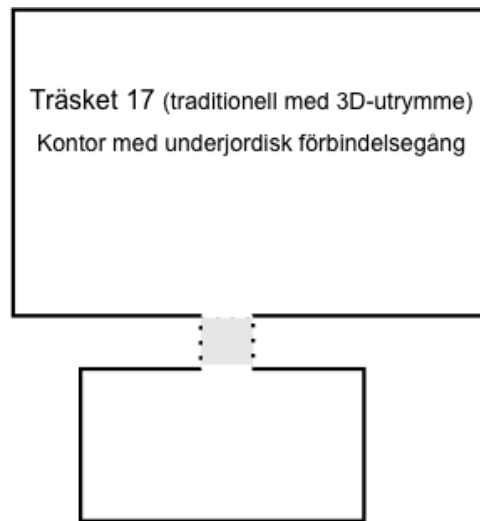 Träsket 17 (traditionell med 3D-utrymme)
Kontor med underjordisk förbindelsegång